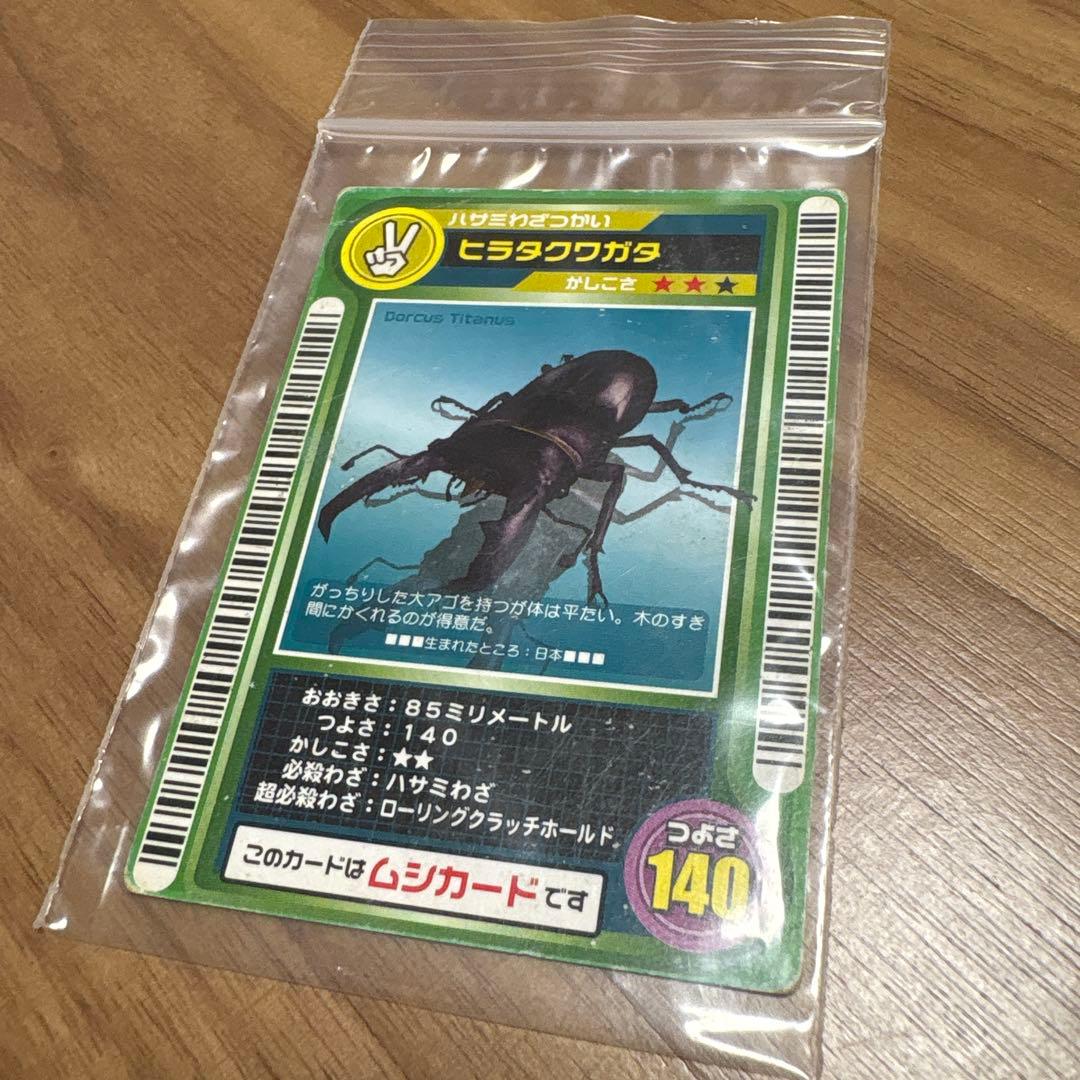 ハサミわざつかい
ヒラタクワガタ
かしこさ ★★★
Dorcus Titanus
がっちりした大アゴを持つが体は平たい。木のすき
間にかくれるのが得意だ。
■■■生まれたところ：日本■■■
おおきさ：85ミリメートル
つよさ：140
かしこさ：★★
必殺わざ：ハサミわざ
超必殺わざ：ローリングクラッチホールド
つよさ
140
このカードはムシカードです